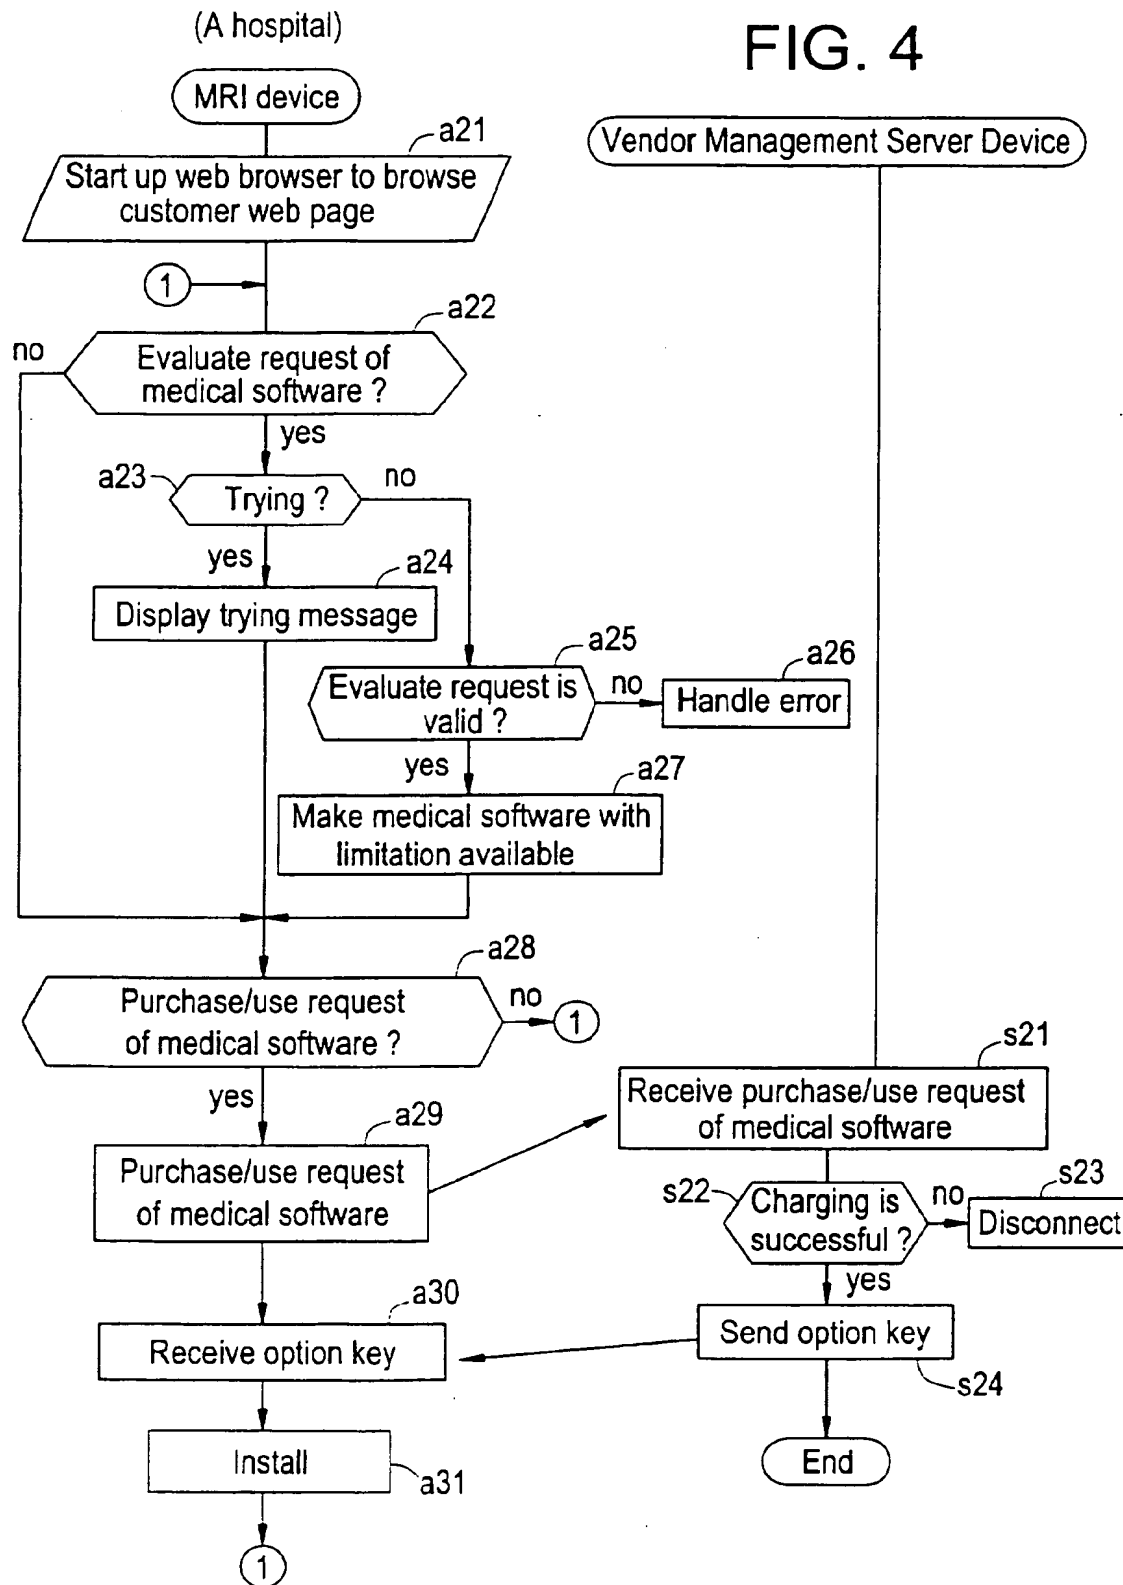 (A hospital)
FIG. 4
MRI device
Vendor Management Server Device
a21
Start up web browser to browse
customer web page
1
a22
no
Evaluate request of
medical software ?
yes
a23
Trying ?
no
yes
a24
Display trying message
a25
Evaluate request is
valid ?
no
a26
Handle error
yes
a27
Make medical software with
limitation available
a28
Purchase/use request
of medical software ?
no
1
yes
s21
Receive purchase/use request
of medical software
a29
Purchase/use request
of medical software
s22
Charging is
successful ?
no
s23
Disconnect
yes
a30
Receive option key
Send option key
s24
Install
a31
End
1